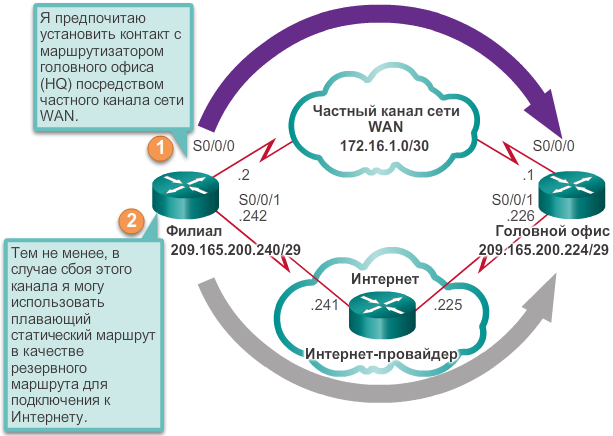 Я предпочитаю
установить контакт с
маршрутизатором
головного офиса
(HQ) посредством
частного канала сети
WAN.
1
Частный канал сети
WAN
172.16.1.0/30
S0/0/0
S0/0/0
.2
.1
S0/0/1
.242
S0/0/1
.226
2
Филиал
Головной офис
209.165.200.240/29
209.165.200.224/29
Тем не менее, в
случае сбоя этого
канала я могу
использовать
плавающий
статический маршрут
в качестве
резервного
маршрута для
подключения к
Интернету.
Интернет
.241
.225
Интернет-провайдер